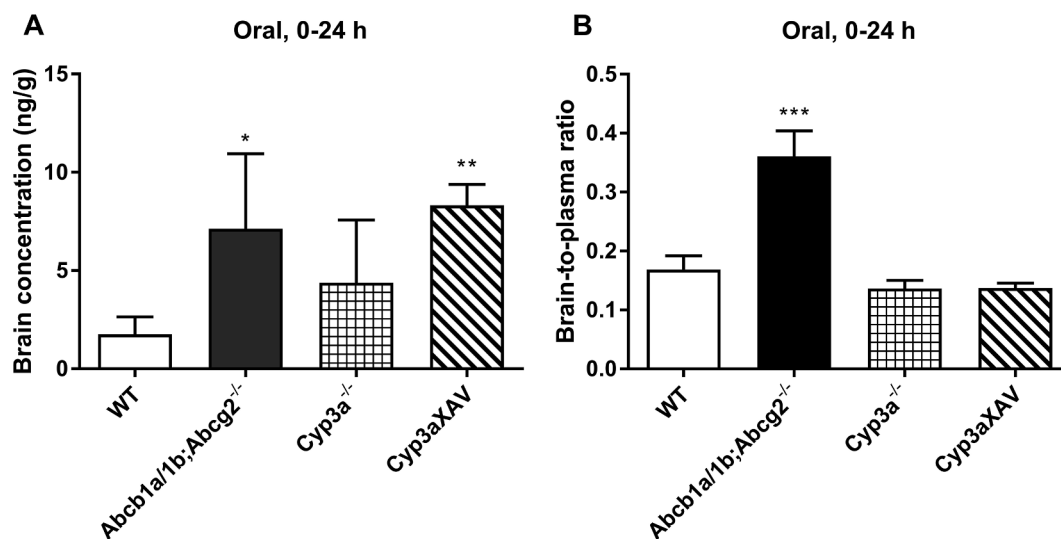 A
Oral, 0-24 h
Brain concentration (ng/g)
15
10
5
0
*
**
WT
Abcb1a/1b;Abcg2-/-
Cyp3a-/-
Cyp3aXAV
B
Oral, 0-24 h
Brain-to-plasma ratio
0.5
0.4
0.3
0.2
0.1
0.0
***
WT
Abcb1a/1b;Abcg2-/-
Cyp3a-/-
Cyp3aXAV